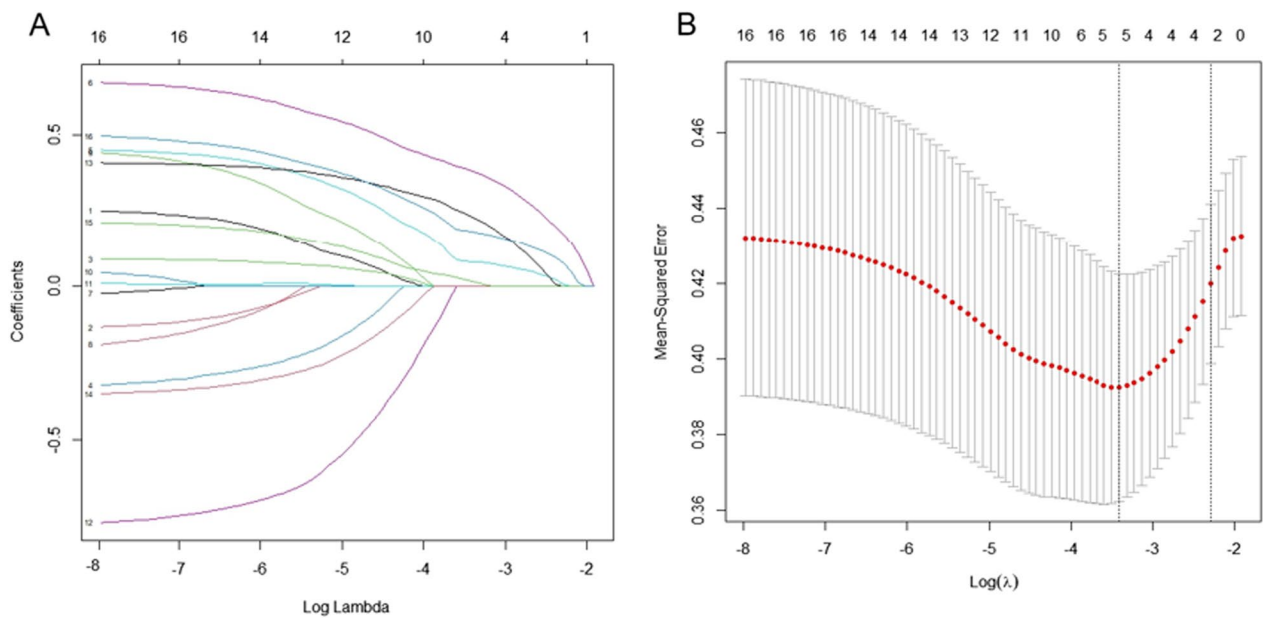 A
16 16 14 12 10 4 1
0.5
0.0
-0.5
Coefficients
6
16
5
13
1
15
3
10
11
7
2
8
4
14
12
-8 -7 -6 -5 -4 -3 -2
Log Lambda
B
16 16 16 16 14 14 14 13 12 11 10 6 5 5 4 4 4 2 0
0.46
0.44
0.42
0.40
0.38
0.36
Mean-Squared Error
-8 -7 -6 -5 -4 -3 -2
Log(λ)